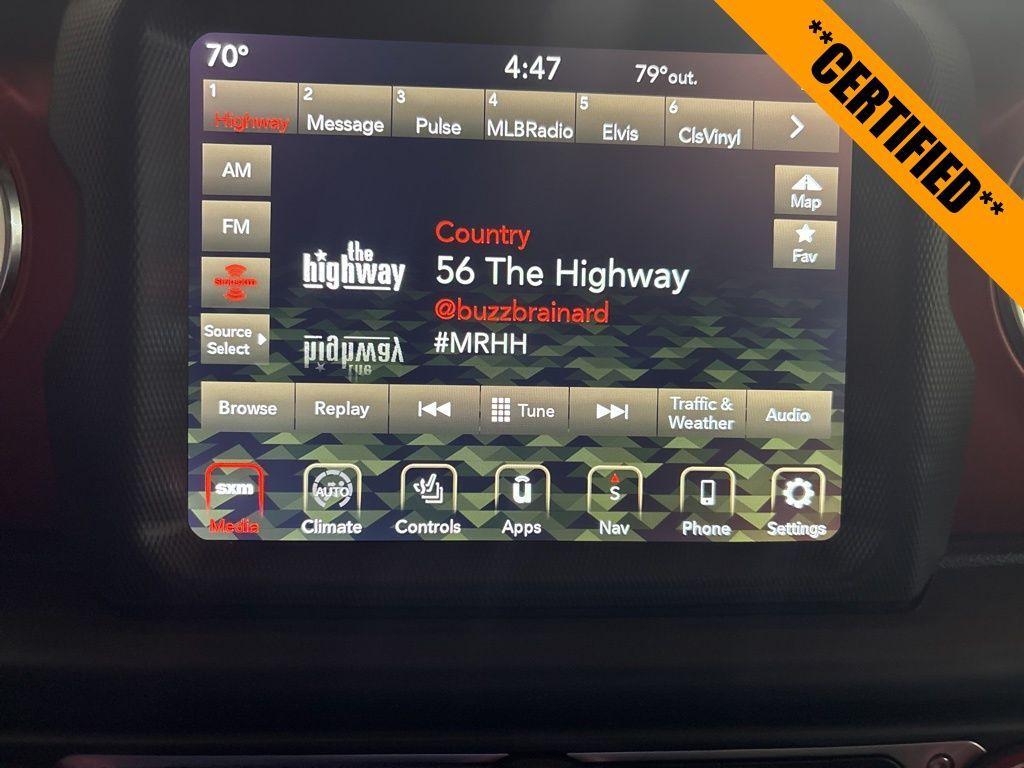 70°
4:47
79°out.
**CERTIFIED**
1 Highway
2 Message
3 Pulse
4 MLBRadio
5 Elvis
6 ClsVinyl
AM
FM
siriusxm
Source
Select
Map
Fav
the
highway
Country
56 The Highway
@buzzbrainard
#MRHH
Browse
Replay
Tune
Traffic &
Weather
Audio
sxm
Media
AUTO
Climate
Controls
u
Apps
S
Nav
Phone
Settings